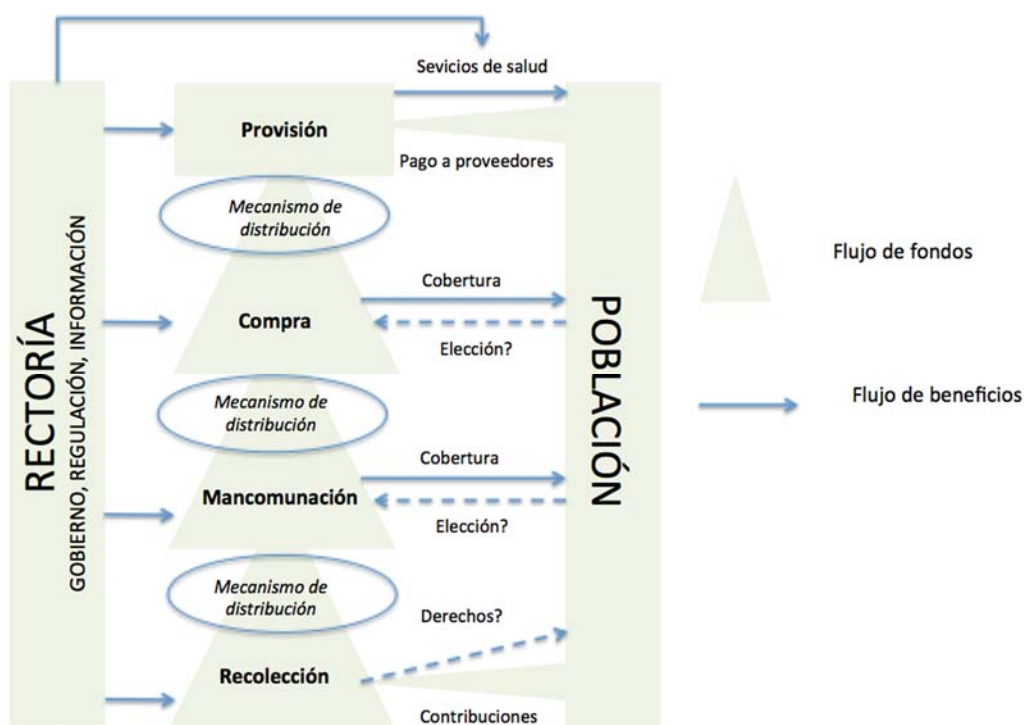 Sevicios de salud
Provisión
Pago a proveedores
Mecanismo de
distribución
Cobertura
Compra
Elección?
Mecanismo de
distribución
Cobertura
Mancomunación
Elección?
Mecanismo de
distribución
Derechos?
Recolección
Contribuciones
RECTORÍA
GOBIERNO, REGULACIÓN, INFORMACIÓN
POBLACIÓN
Flujo de fondos
Flujo de beneficios